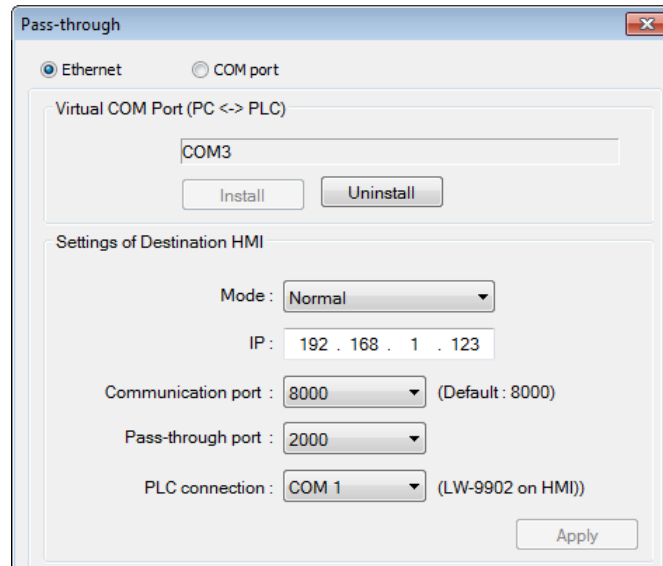 Pass-through
Ethernet COM port
Virtual COM Port (PC <-> PLC)
COM3
Install Uninstall
Settings of Destination HMI
Mode : Normal
IP : 192 . 168 . 1 . 123
Communication port : 8000 (Default : 8000)
Pass-through port : 2000
PLC connection : COM 1 (LW-9902 on HMI))
Apply